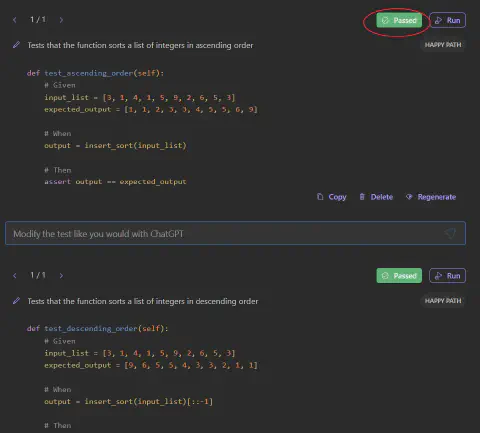 1 / 1 Passed Run
Tests that the function sorts a list of integers in ascending order HAPPY PATH
def test_ascending_order(self):
# Given
input_list = [3, 1, 4, 1, 5, 9, 2, 6, 5, 3]
expected_output = [1, 1, 2, 3, 3, 4, 5, 5, 6, 9]
# When
output = insert_sort(input_list)
# Then
assert output == expected_output
Copy Delete Regenerate
Modify the test like you would with ChatGPT
1 / 1 Passed Run
Tests that the function sorts a list of integers in descending order HAPPY PATH
def test_descending_order(self):
# Given
input_list = [3, 1, 4, 1, 5, 9, 2, 6, 5, 3]
expected_output = [9, 6, 5, 5, 4, 3, 3, 2, 1, 1]
# When
output = insert_sort(input_list)[::-1]
# Then